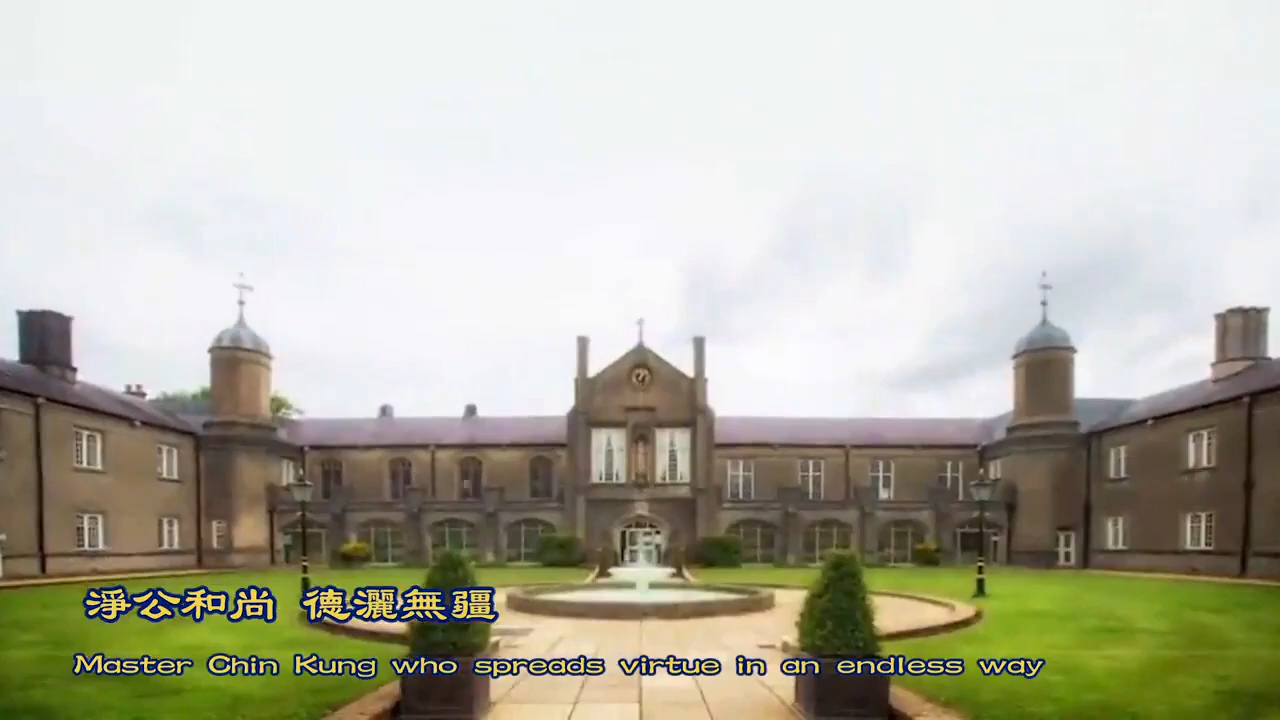 淨公和尚 德灑無疆
Master Chin Kung who spreads virtue in an endless way